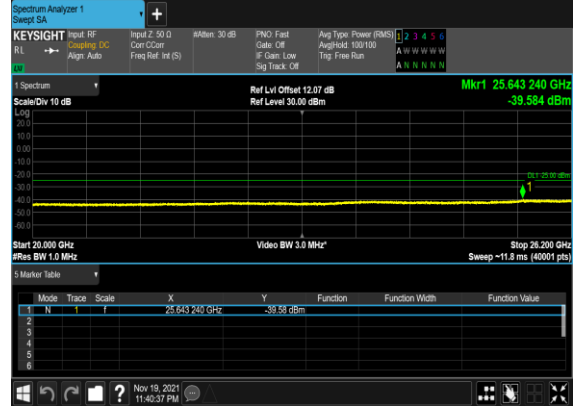 Spectrum Analyzer 1
Swept SA
+
KEYSIGHT
RL
LU
Input: RF
Coupling: DC
Align: Auto
Input Z: 50 Ω
Corr CCorr
Freq Ref: Int (S)
#Atten: 30 dB
PNO: Fast
Gate: Off
IF Gain: Low
Sig Track: Off
Avg Type: Power (RMS)
Avg|Hold: 100/100
Trig: Free Run
1 2 3 4 5 6
A W W W W W
A N N N N N
1 Spectrum
Scale/Div 10 dB
Ref Lvl Offset 12.07 dB
Ref Level 30.00 dBm
Mkr1 25.643 240 GHz
-39.584 dBm
Log
20.0
10.0
0.00
-10.0
-20.0
-30.0
-40.0
-50.0
-60.0
DL1 -25.00 dBm
1
Start 20.000 GHz
#Res BW 1.0 MHz
Video BW 3.0 MHz*
Stop 26.200 GHz
Sweep ~11.8 ms (40001 pts)
5 Marker Table
Mode Trace Scale X Y Function Function Width Function Value
1 N 1 f 25.643 240 GHz -39.58 dBm
2
3
4
5
6
?
Nov 19, 2021
11:40:37 PM